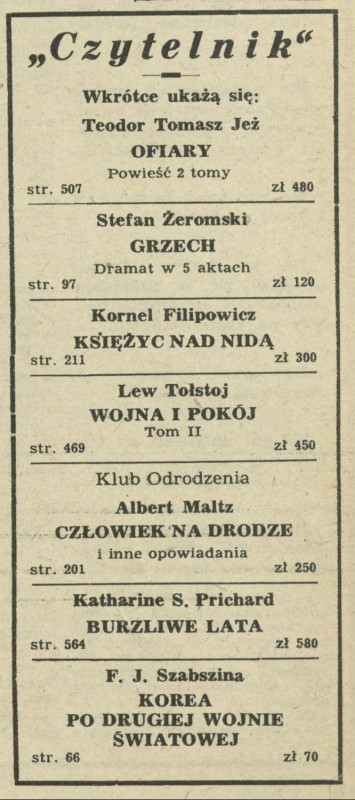 „Czytelnik“
Wkrótce ukażą się:
Teodor Tomasz Jeż
OFIARY
Powieść 2 tomy
str. 507 zł 480
Stefan Żeromski
GRZECH
Dramat w 5 aktach
str. 97 zł 120
Kornel Filipowicz
KSIĘŻYC NAD NIDĄ
str. 211 zł 300
Lew Tołstoj
WOJNA I POKÓJ
Tom II
str. 469 zł 450
Klub Odrodzenia
Albert Maltz
CZŁOWIEK NA DRODZE
i inne opowiadania
str. 201 zł 250
Katharine S. Prichard
BURZLIWE LATA
str. 564 zł 580
F. J. Szabszina
KOREA
PO DRUGIEJ WOJNIE
ŚWIATOWEJ
str. 66 zł 70